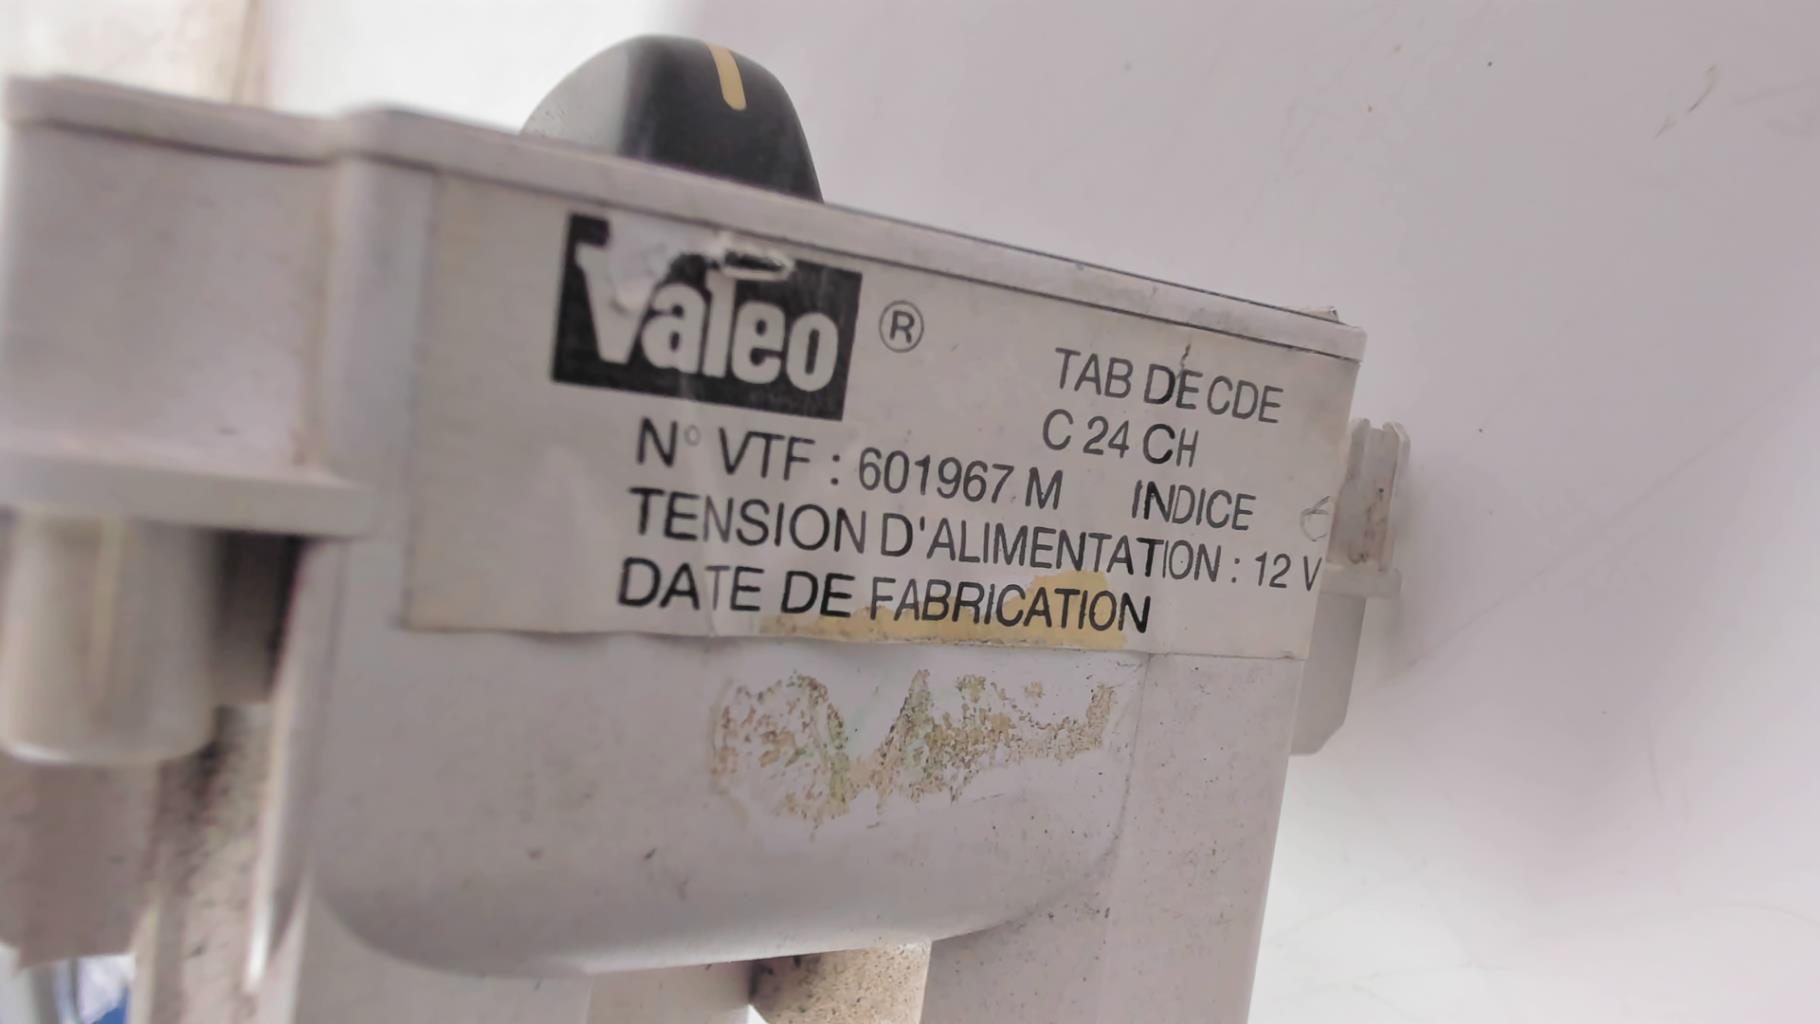 Valeo ®
TAB DE CDE
C 24 CH
N° VTF : 601967 M INDICE
TENSION D'ALIMENTATION : 12 V
DATE DE FABRICATION